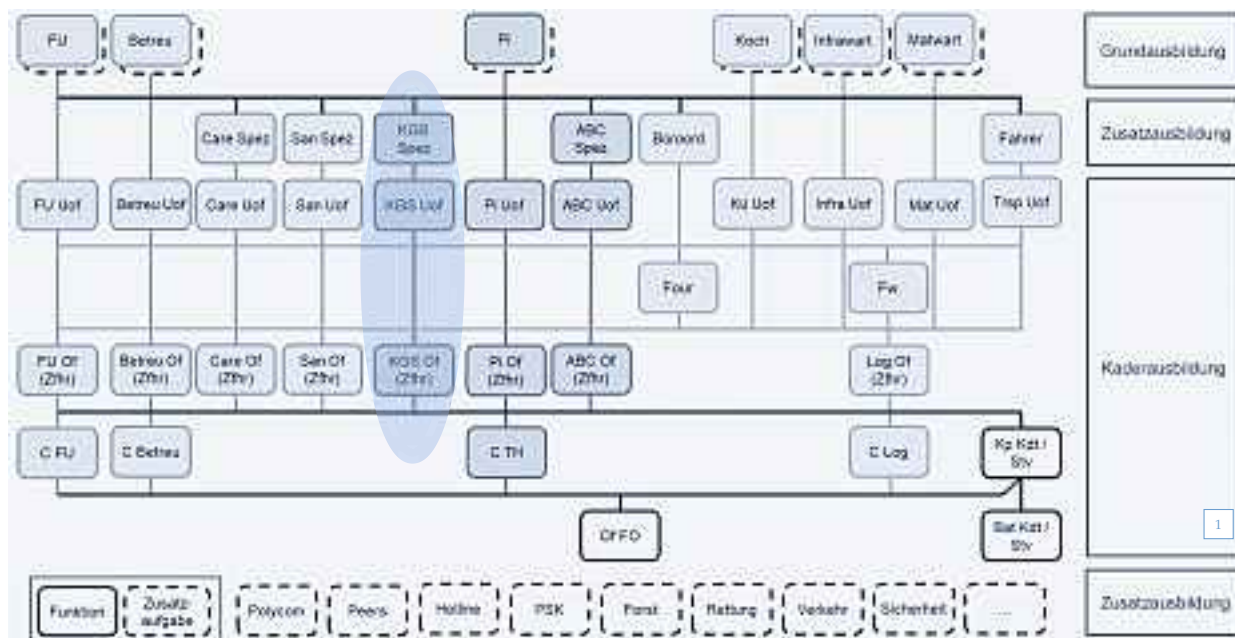 FU
Betreu
Pi
Koch
Infrawart
Matwart
Grundausbildung
Care Spez
San Spez
KGS
Spez
ABC
Spez
Fahrer
Zusatzausbildung
FU Uof
Betreu Uof
Care Uof
San Uof
KGS Uof
Pi Uof
ABC Uof
Kü Uof
Infra Uof
Mat Uof
Trsp Uof
Four
Fw
Kaderausbildung
FU Of
(Zfhr)
Betreu Of
(Zfhr)
Care Of
(Zfhr)
San Of
(Zfhr)
KGS Of
(Zfhr)
Pi Of
(Zfhr)
ABC Of
(Zfhr)
Log Of
(Zfhr)
C FU
C Betreu
C TH
C Log
Kp Kdt /
Stv
Of FO
Bat Kdt /
Stv
1
Funktion
Zusatz-
aufgabe
Polycom
Peers
Hotline
PSK
Forst
Rettung
Verkehr
Sicherheit
.....
Zusatzausbildung